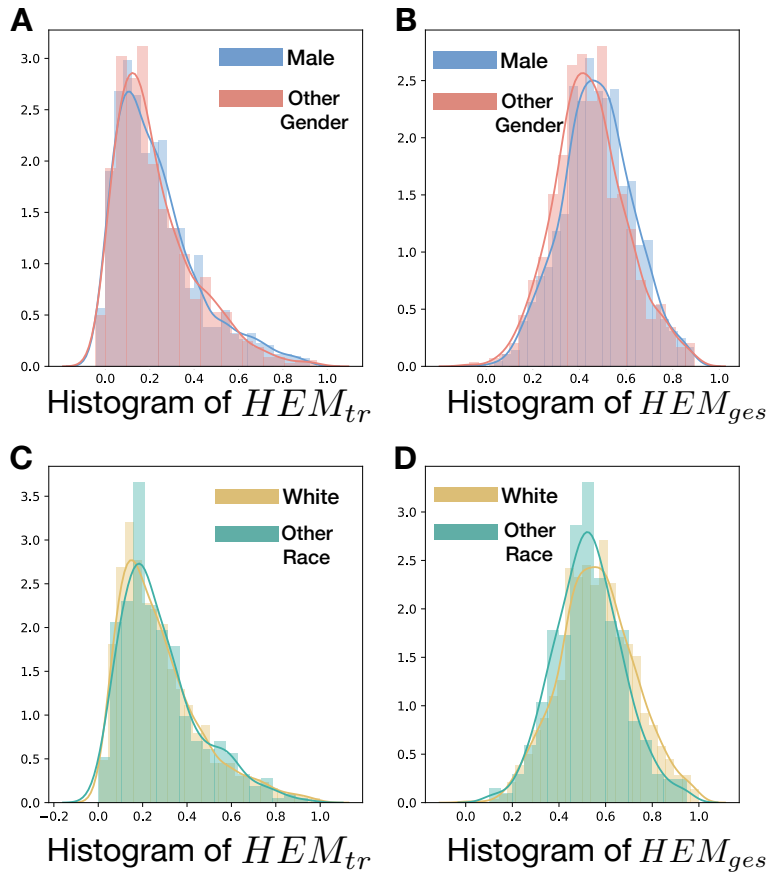 A
3.0
2.5
2.0
1.5
1.0
0.5
0.0
0.0 0.2 0.4 0.6 0.8 1.0
Male
Other
Gender
Histogram of HEM_tr
B
2.5
2.0
1.5
1.0
0.5
0.0
0.0 0.2 0.4 0.6 0.8 1.0
Male
Other
Gender
Histogram of HEM_ges
C
3.5
3.0
2.5
2.0
1.5
1.0
0.5
0.0
−0.2 0.0 0.2 0.4 0.6 0.8 1.0
White
Other
Race
Histogram of HEM_tr
D
3.0
2.5
2.0
1.5
1.0
0.5
0.0
0.0 0.2 0.4 0.6 0.8 1.0
White
Other
Race
Histogram of HEM_ges